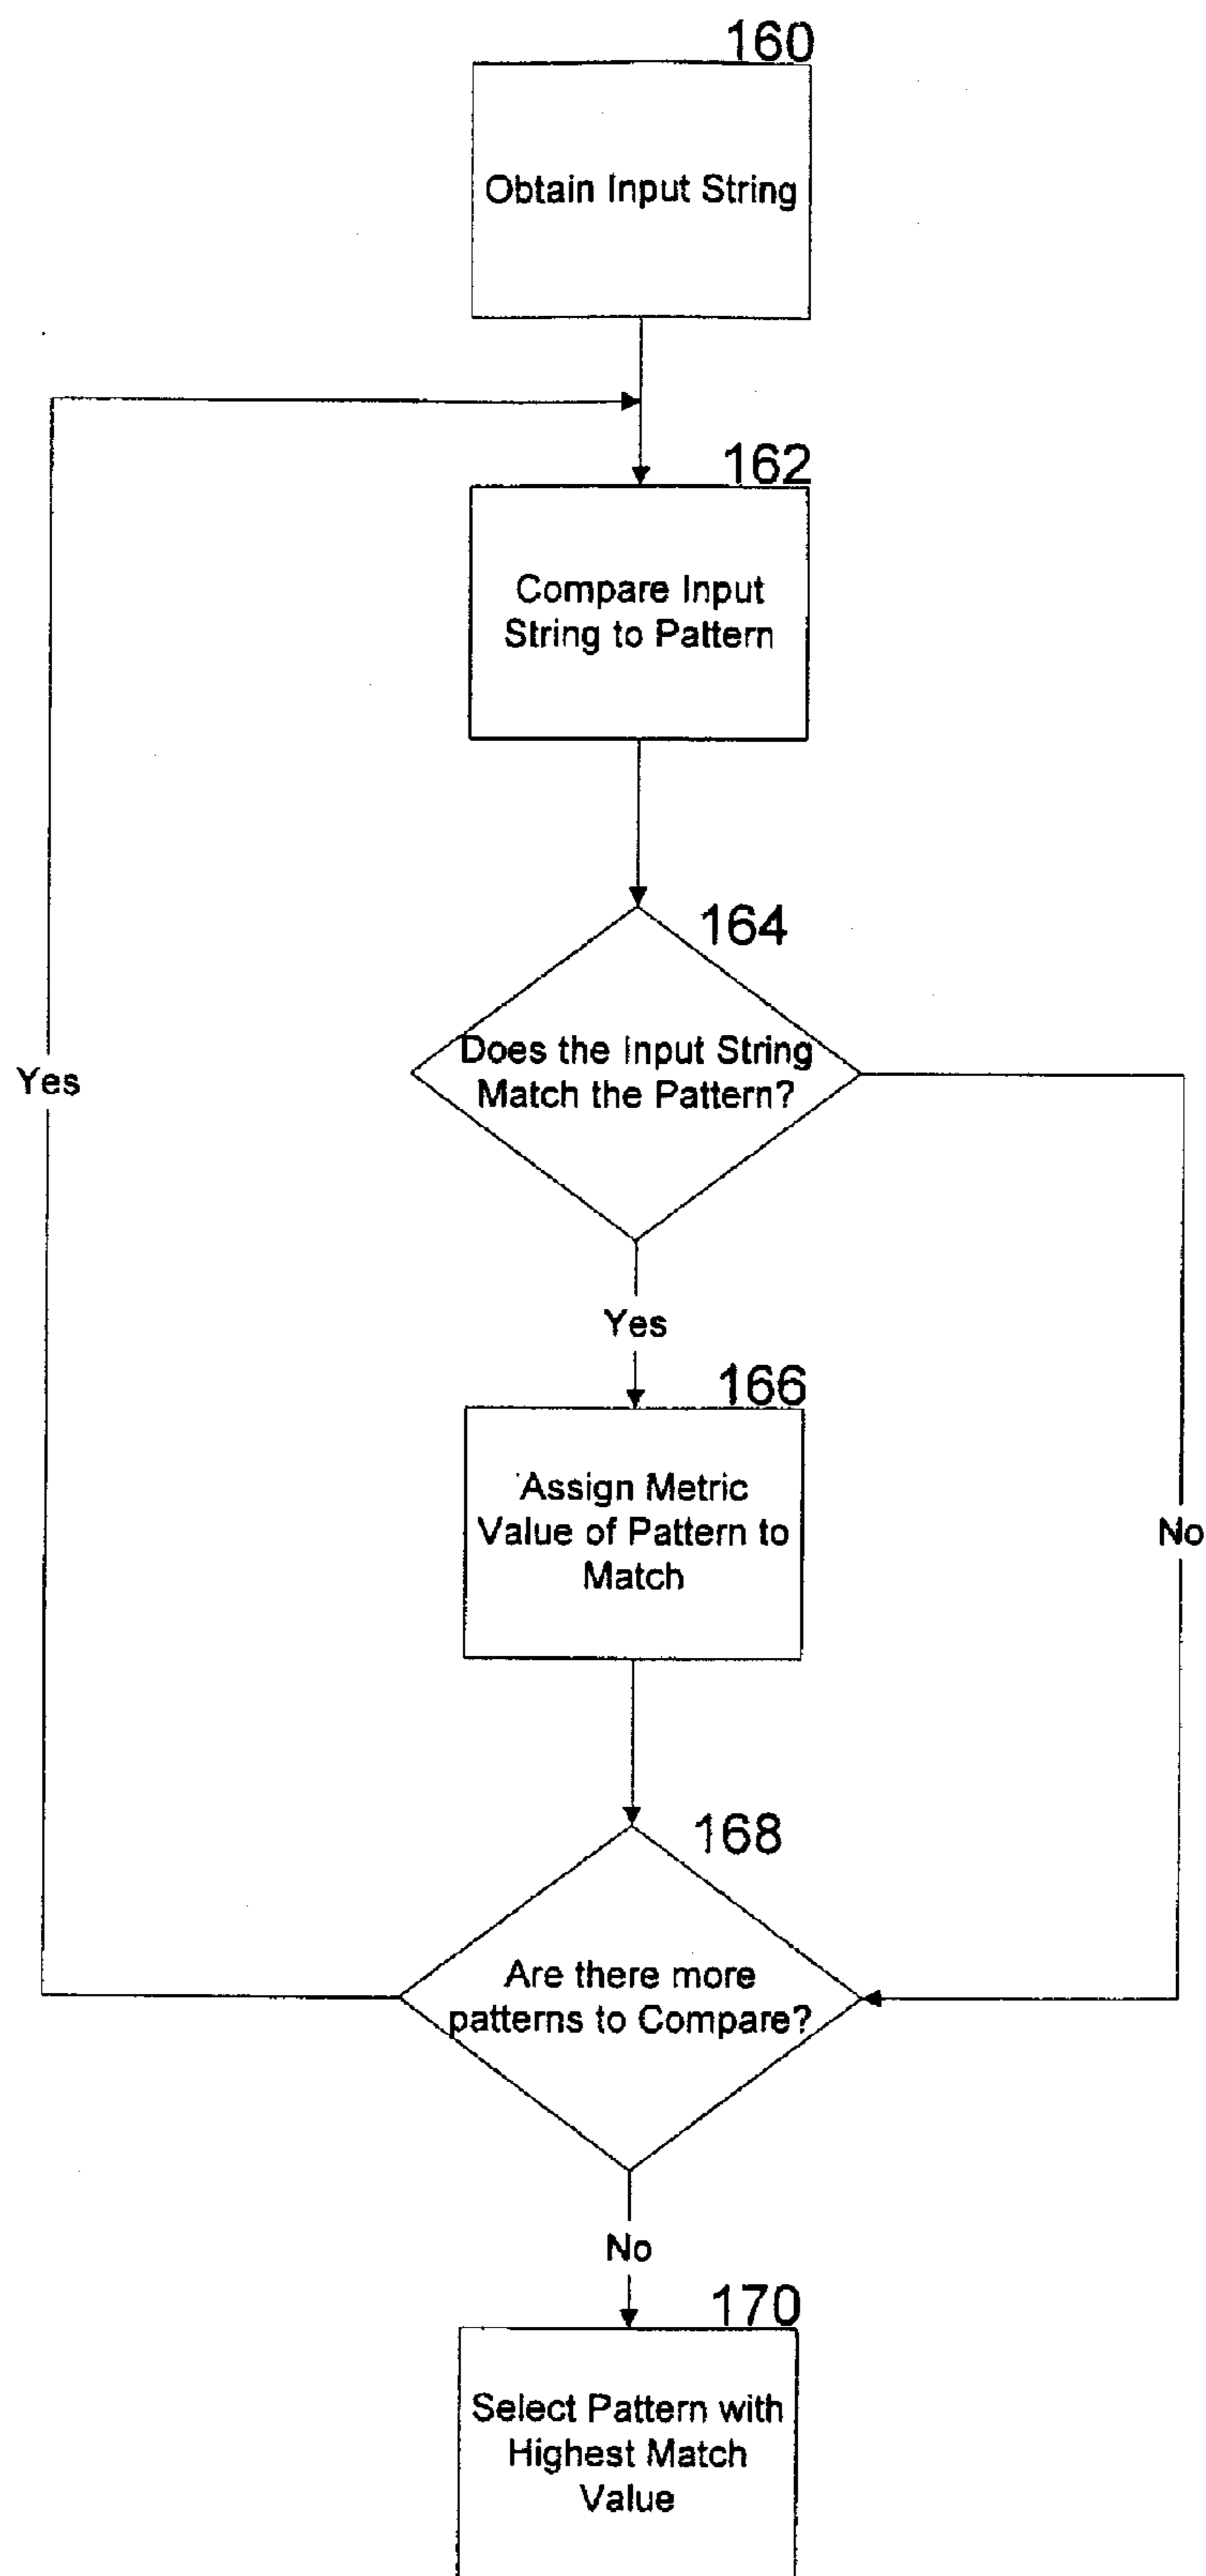 160
Obtain Input String
162
Compare Input
String to Pattern
164
Does the Input String
Match the Pattern?
Yes
Yes
166
Assign Metric
Value of Pattern to
Match
No
168
Are there more
patterns to Compare?
No
170
Select Pattern with
Highest Match
Value